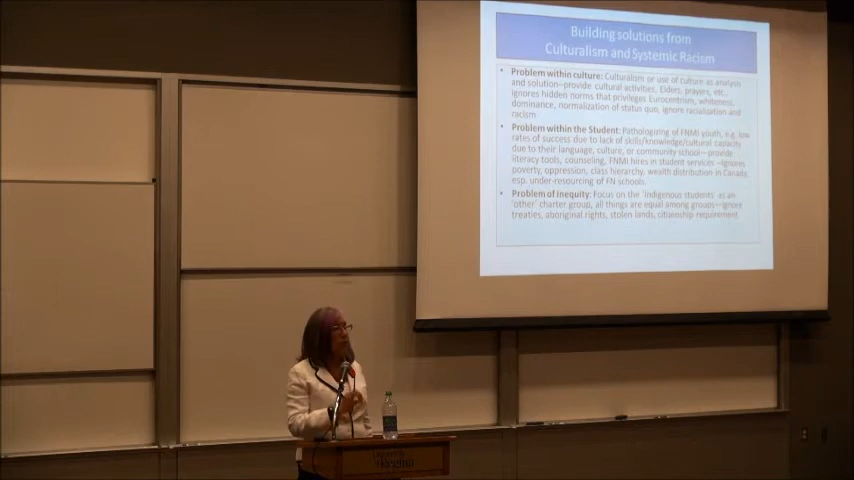 Building solutions from
Culturalism and Systemic Racism
• Problem within culture: Culturalism or use of culture as analysis
and solution--provide cultural activities, Elders, prayers, etc.,
ignores hidden norms that privileges Eurocentrism, whiteness,
dominance, normalization of status quo, ignore racialization and
racism
• Problem within the Student: Pathologizing of FNMI youth, e.g. low
rates of success due to lack of skills/knowledge/cultural capacity
due to their language, culture, or community school— provide
literacy tools, counseling, FNMI hires in student services –ignores
poverty, oppression, class hierarchy, wealth distribution in Canada,
esp. under-resourcing of FN schools.
• Problem of inequity: Focus on the 'Indigenous students' as an
'other' charter group, all things are equal among groups—ignore
treaties, aboriginal rights, stolen lands, citizenship requirement
Regina